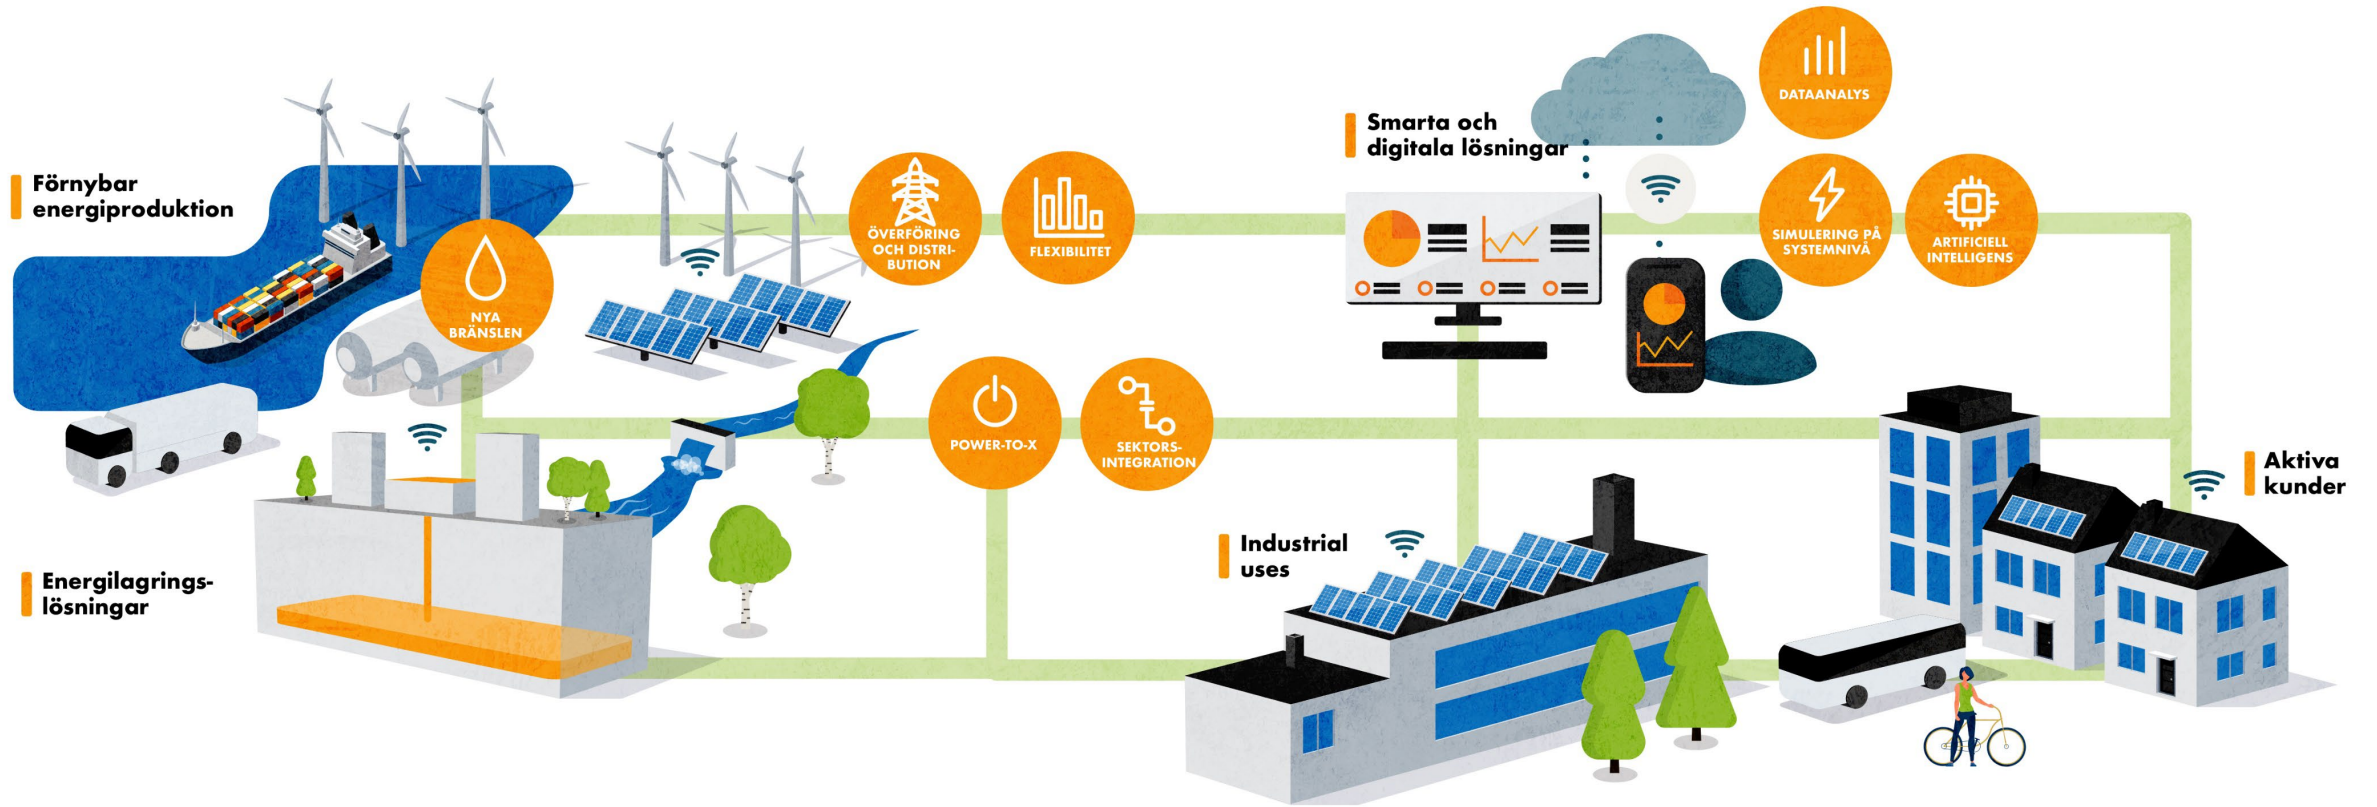 Förnybar
energiproduktion
NYA
BRÄNSLEN
ÖVERFÖRING
OCH DISTRI-
BUTION
FLEXIBILITET
Smarta och
digitala lösningar
DATAANALYS
SIMULERING PÅ
SYSTEMNIVÅ
ARTIFICIELL
INTELLIGENS
POWER-TO-X
SEKTORS-
INTEGRATION
Aktiva
kunder
Industrial
uses
Energilagrings-
lösningar